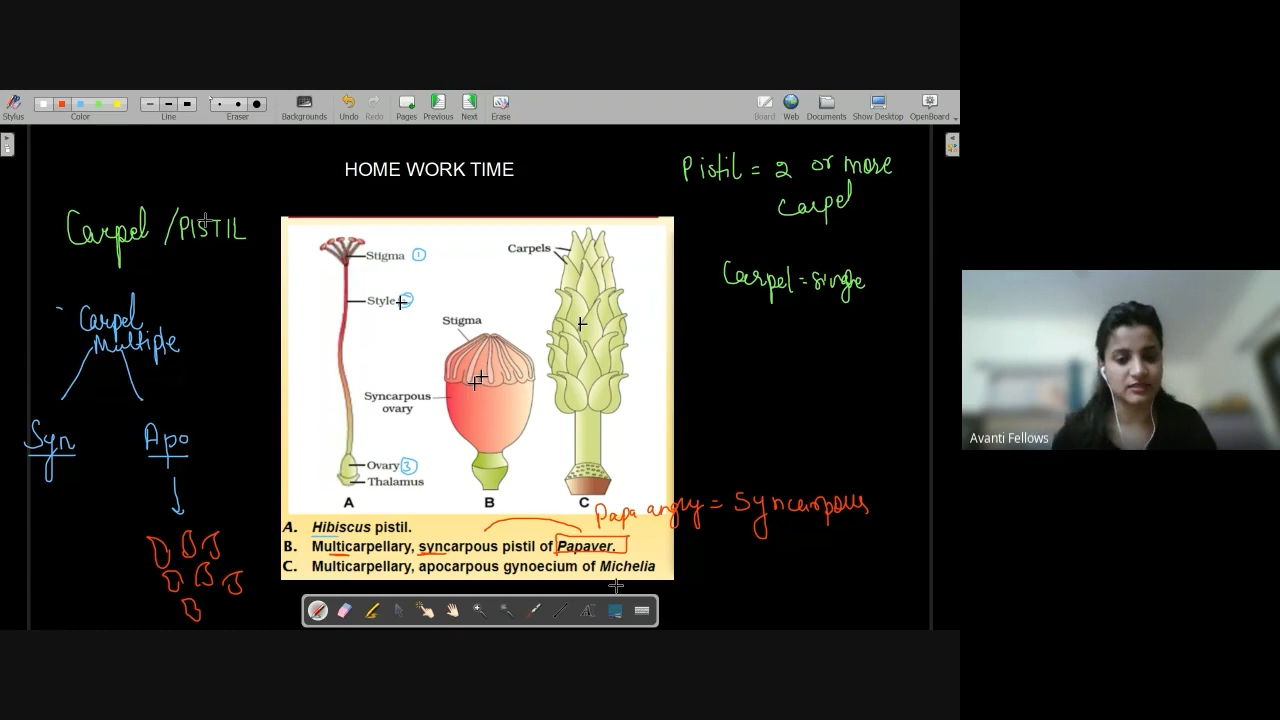 Stylus
Color
Line
Eraser
Backgrounds
Undo
Redo
Pages
Previous
Next
Erase
Board
Web
Documents
Show Desktop
OpenBoard
HOME WORK TIME
Pistil = 2 or more
carpel
Carpel = single
Carpel / PISTIL
Carpel
Multiple
Syn
Apo
Stigma 1
Style
Ovary 3
Thalamus
A
Stigma
Syncarpous
ovary
B
Carpels
C
Papa angry = Syncarpous
A. Hibiscus pistil.
B. Multicarpellary, syncarpous pistil of Papaver.
C. Multicarpellary, apocarpous gynoecium of Michelia
Avanti Fellows